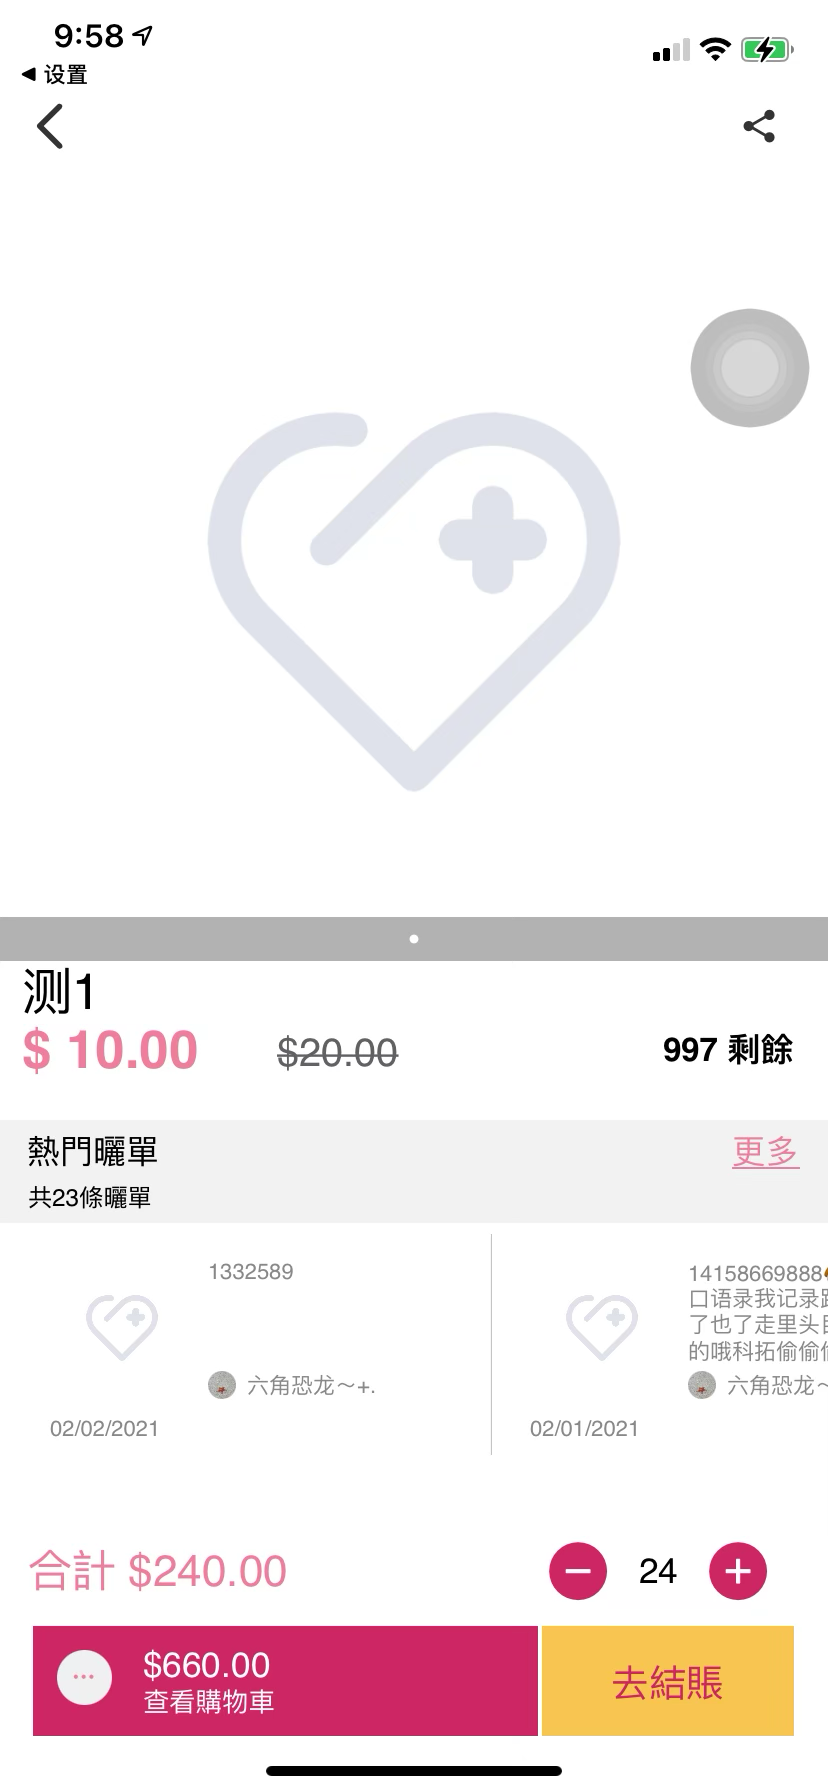 9:58
◀ 设置
测1
$ 10.00
$20.00
997 剩餘
熱門曬單
更多
共23條曬單
1332589
六角恐龙～+.
02/02/2021
14158669888
口语录我记录
了也了走里头
的哦科拓偷偷
六角恐龙～
02/01/2021
合計 $240.00
24
$660.00
查看購物車
去結賬